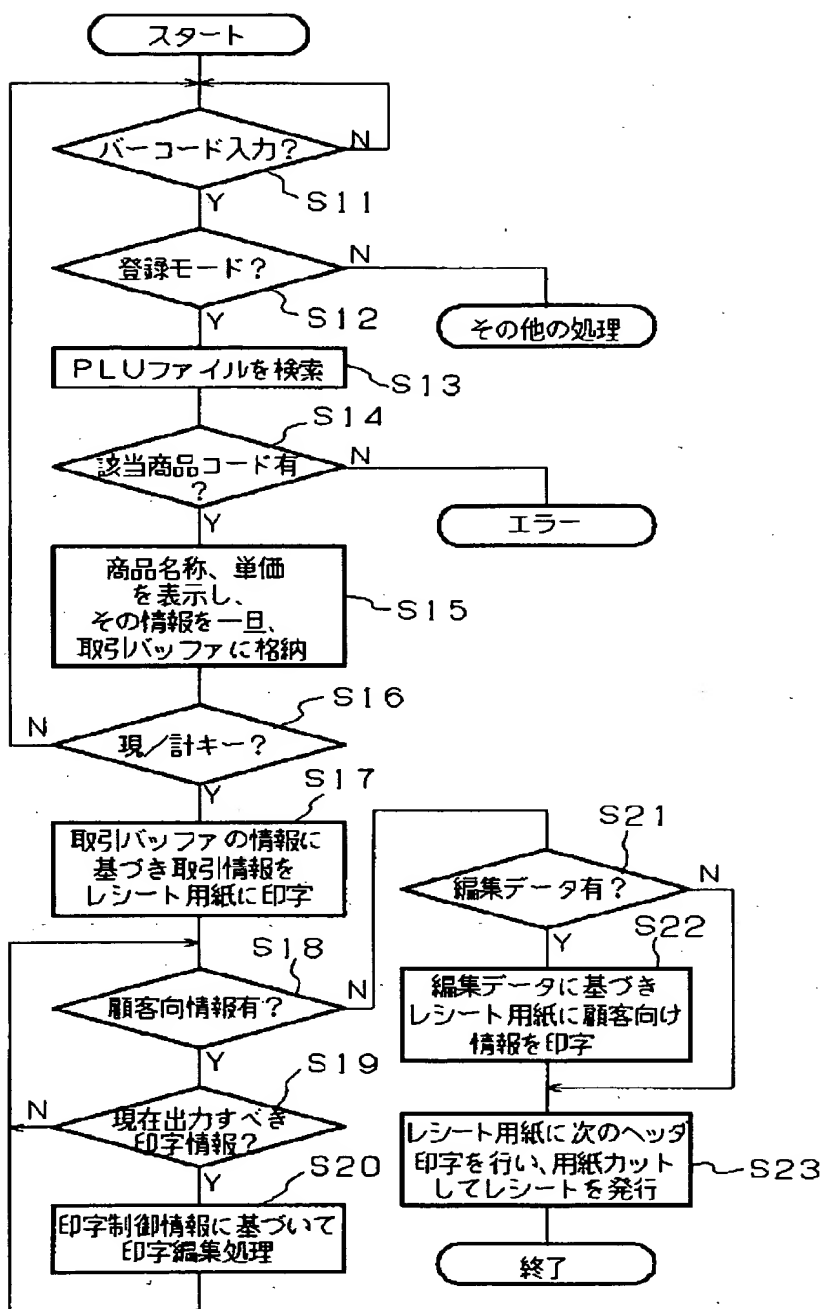 スタート
バーコード入力?
N
S11
Y
登録モード?
N
S12
Y
その他の処理
PLUファイルを検索
S13
S14
該当商品コード有
?
N
Y
エラー
商品名称、単価
を表示し、
その情報を一旦、
取引バッファに格納
S15
S16
N
現/計キー?
Y
S17
取引バッファの情報に
基づき取引情報を
レシート用紙に印字
S18
顧客向情報有?
N
Y
S19
N
現在出力すべき
印字情報?
Y
S20
印字制御情報に基づいて
印字編集処理
S21
編集データ有?
N
Y
S22
編集データに基づき
レシート用紙に顧客向け
情報を印字
レシート用紙に次のヘッダ
印字を行い、用紙カット
してレシートを発行
S23
終了